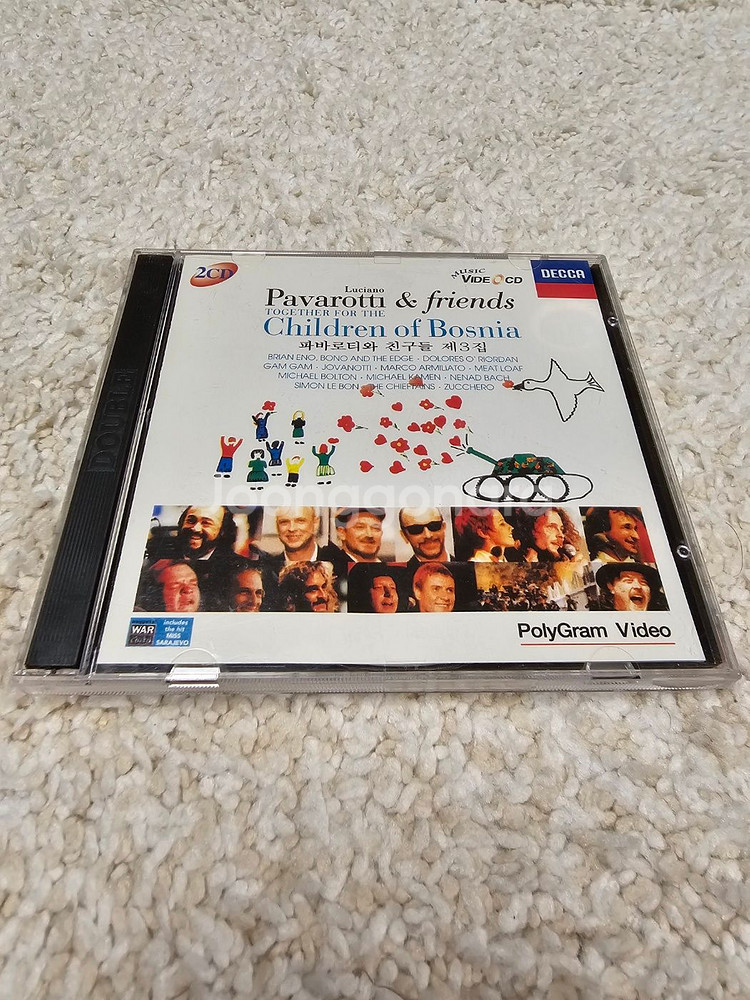 2CD
MUSIC
VIDEO CD
DECCA
Luciano
Pavarotti & friends
TOGETHER FOR THE
Children of Bosnia
파바로티와 친구들 제3집
BRIAN ENO, BONO AND THE EDGE · DOLORES O' RIORDAN
GAM GAM · JOVANOTTI · MARCO ARMILIATO · MEAT LOAF
MICHAEL BOLTON · MICHAEL KAMEN · NENAD BACH
SIMON LE BON · THE CHIEFTAINS · ZUCCHERO
DOUBLE
joonggonara
WAR
includes
the hit
MISS
SARAJEVO
PolyGram Video